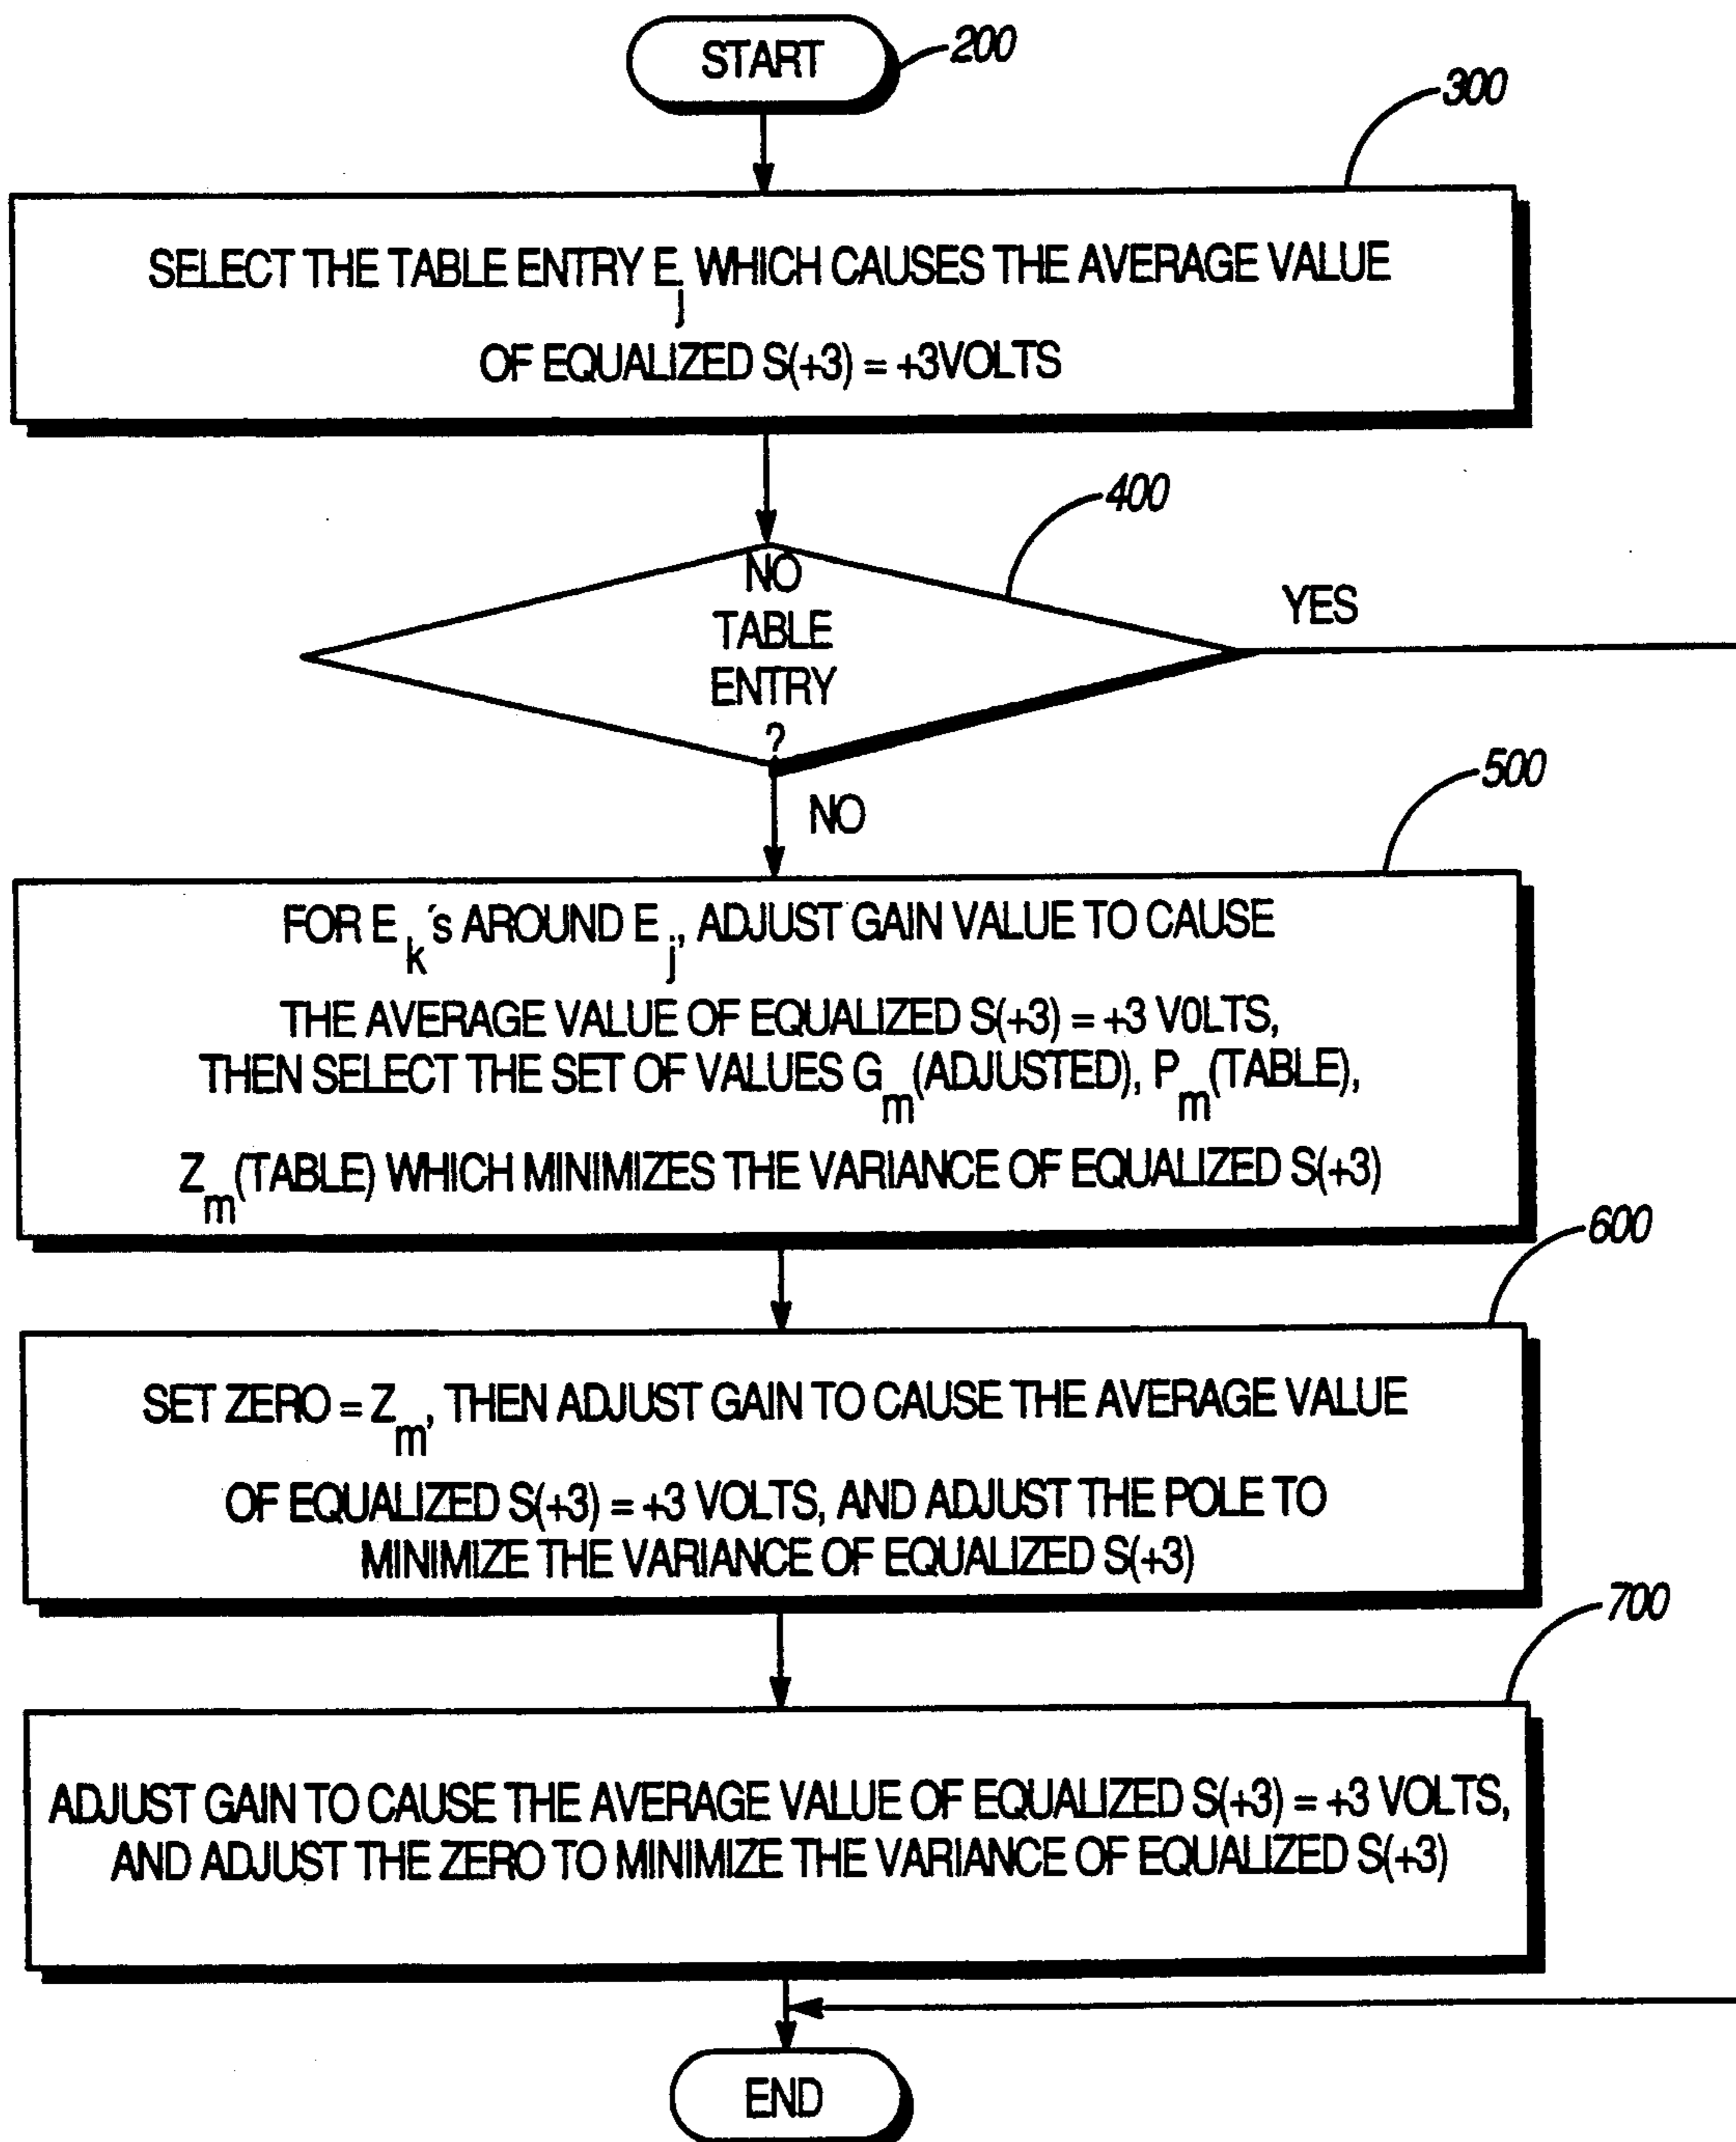 START
200
300
SELECT THE TABLE ENTRY E_j WHICH CAUSES THE AVERAGE VALUE
OF EQUALIZED S(+3) = +3VOLTS
400
NO
TABLE
ENTRY
?
YES
NO
500
FOR E_k's AROUND E_j, ADJUST GAIN VALUE TO CAUSE
THE AVERAGE VALUE OF EQUALIZED S(+3) = +3 V0LTS,
THEN SELECT THE SET OF VALUES G_m(ADJUSTED), P_m(TABLE),
Z_m(TABLE) WHICH MINIMIZES THE VARIANCE OF EQUALIZED S(+3)
600
SET ZERO = Z_m, THEN ADJUST GAIN TO CAUSE THE AVERAGE VALUE
OF EQUALIZED S(+3) = +3 VOLTS, AND ADJUST THE POLE TO
MINIMIZE THE VARIANCE OF EQUALIZED S(+3)
700
ADJUST GAIN TO CAUSE THE AVERAGE VALUE OF EQUALIZED S(+3) = +3 VOLTS,
AND ADJUST THE ZERO TO MINIMIZE THE VARIANCE OF EQUALIZED S(+3)
END